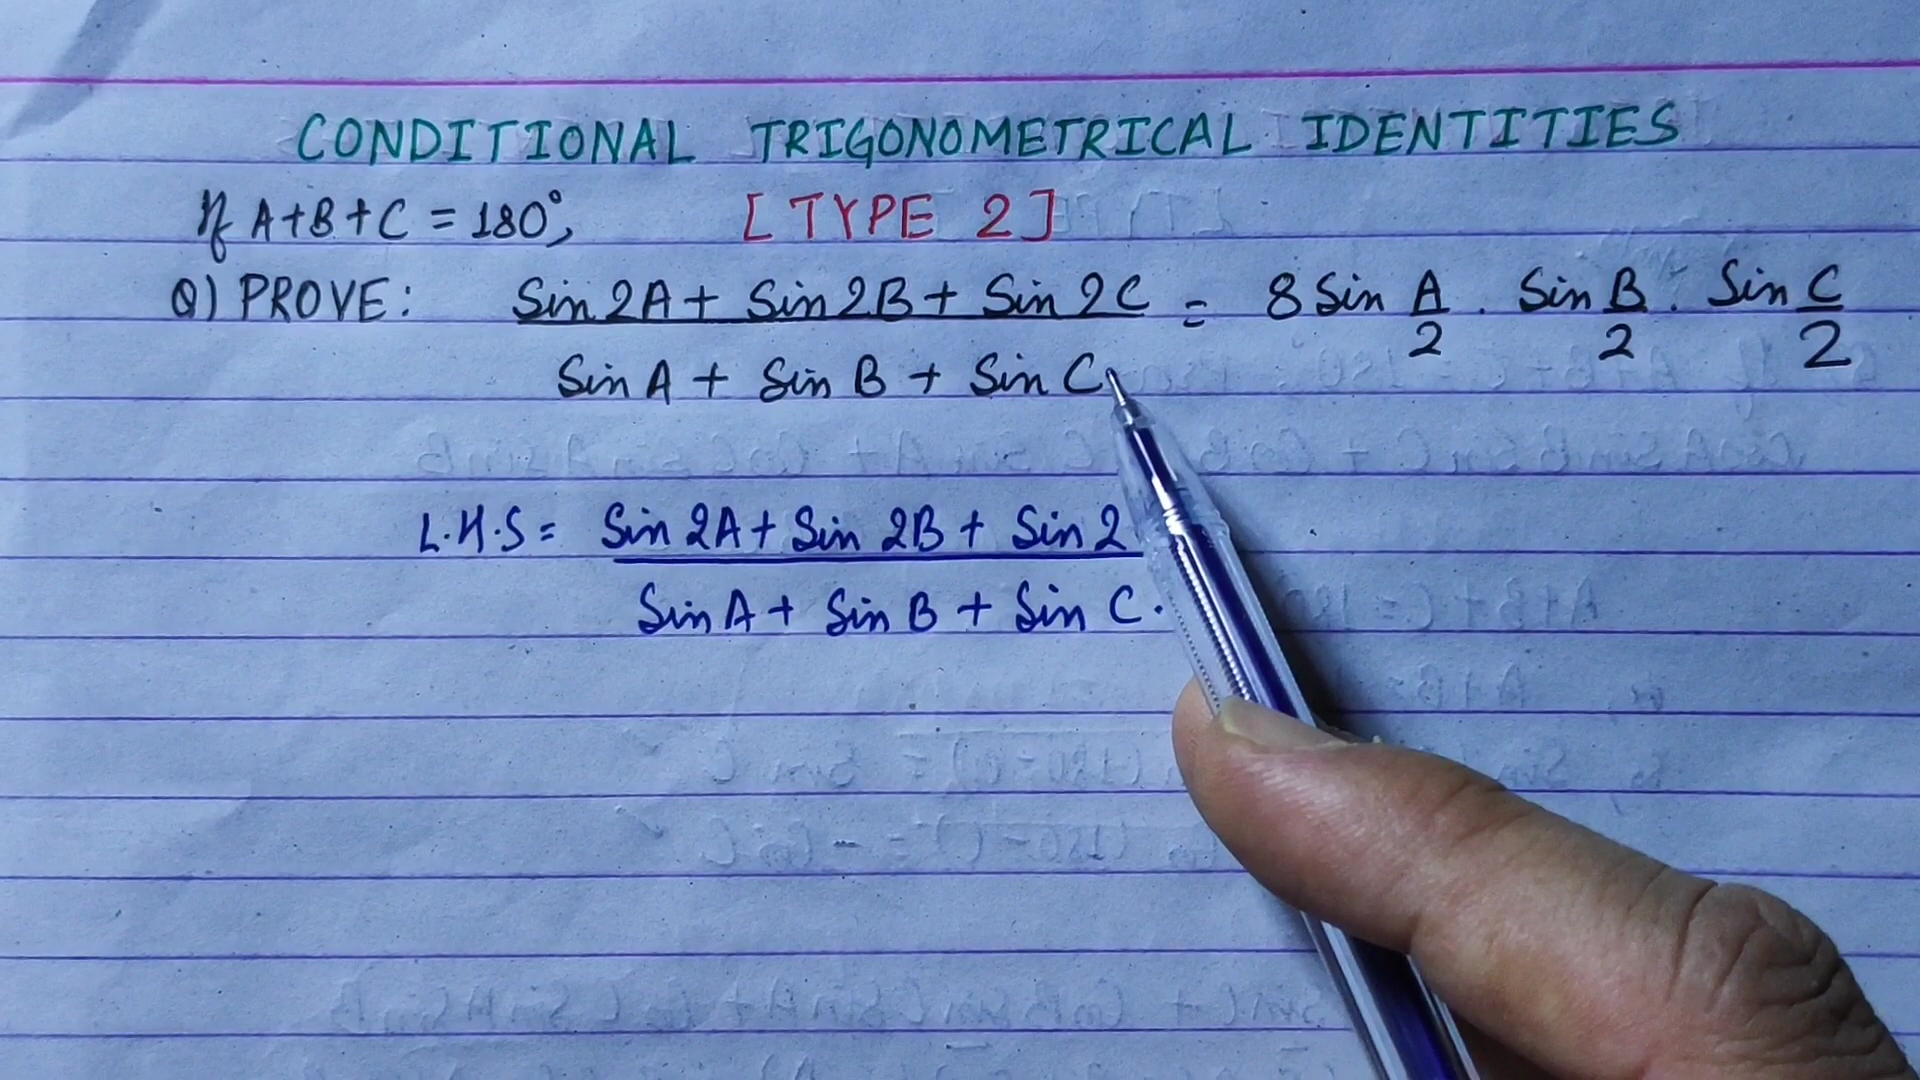 CONDITIONAL TRIGONOMETRICAL IDENTITIES
If A+B+C = 180°, [TYPE 2]
Q) PROVE: (Sin 2A + Sin 2B + Sin 2C) / (Sin A + Sin B + Sin C) = 8 Sin A/2 . Sin B/2 . Sin C/2
L.H.S = (Sin 2A + Sin 2B + Sin 2) / (Sin A + Sin B + Sin C .)